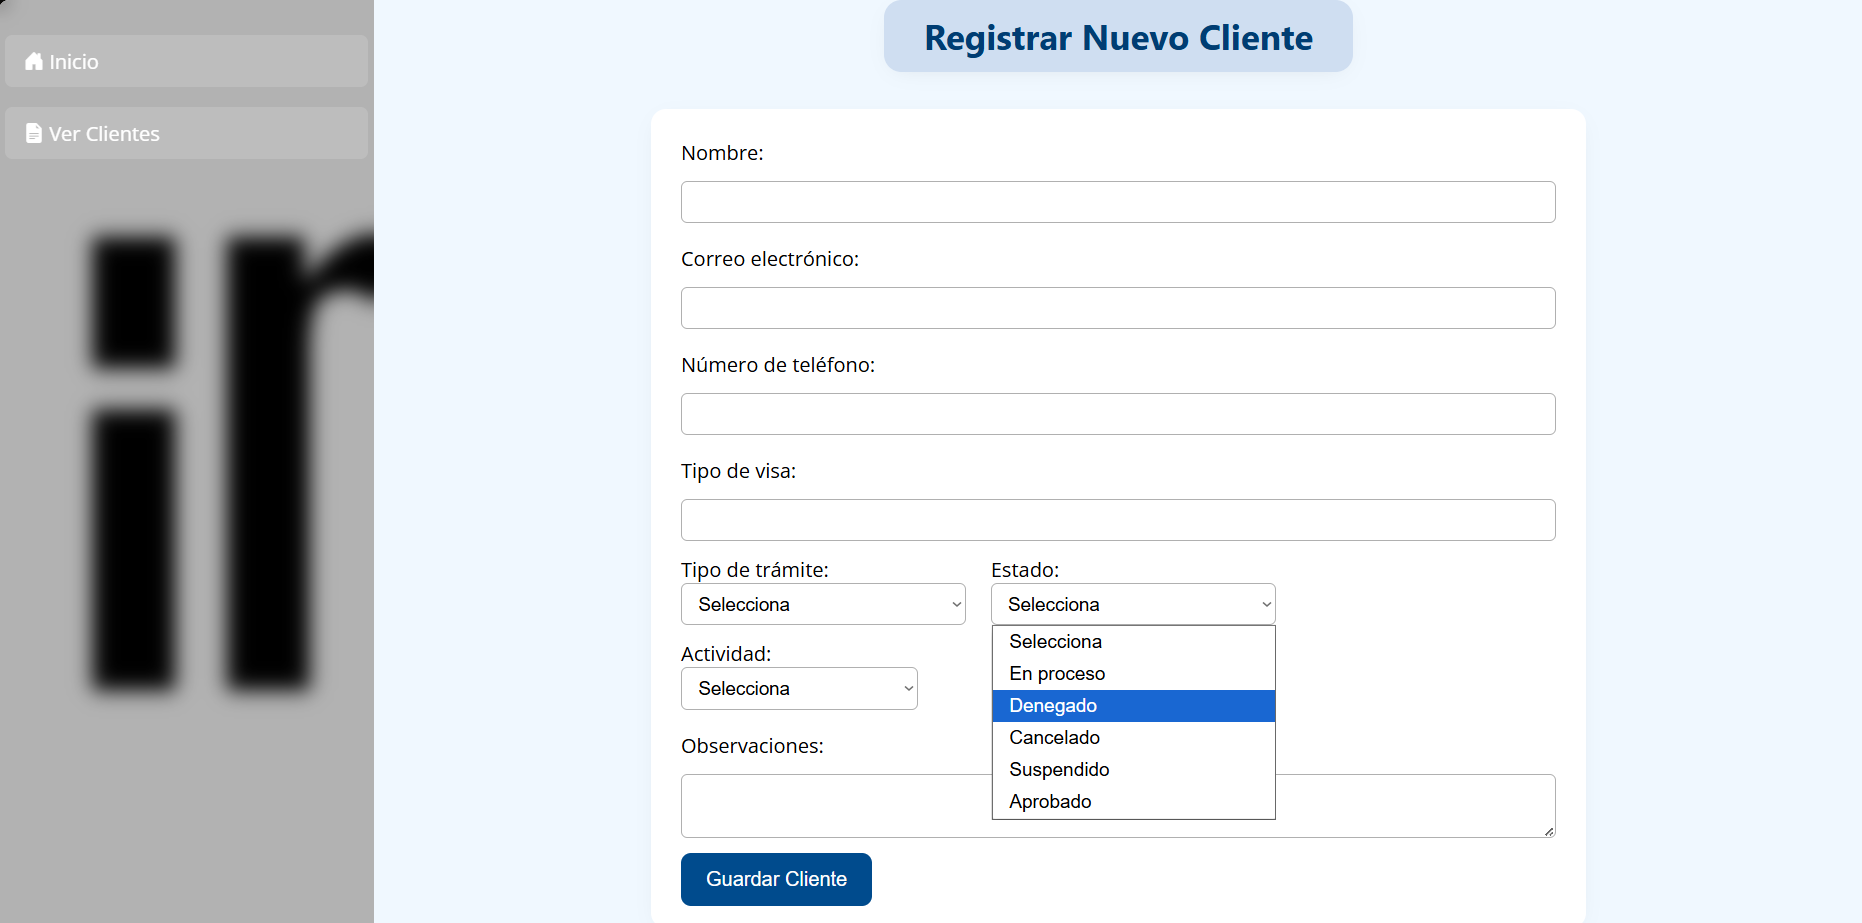 Inicio
Ver Clientes
Registrar Nuevo Cliente
Nombre:
Correo electrónico:
Número de teléfono:
Tipo de visa:
Tipo de trámite:
Selecciona
Estado:
Selecciona
Selecciona
En proceso
Denegado
Cancelado
Suspendido
Aprobado
Actividad:
Selecciona
Observaciones:
Guardar Cliente